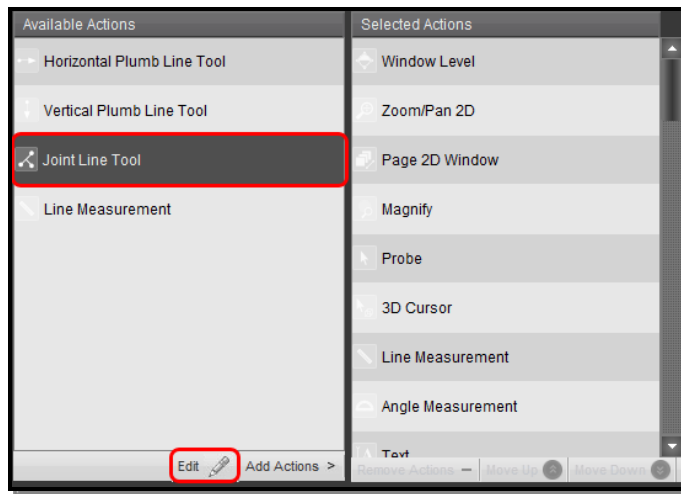 Available Actions
Horizontal Plumb Line Tool
Vertical Plumb Line Tool
Joint Line Tool
Line Measurement
Edit
Add Actions >
Selected Actions
Window Level
Zoom/Pan 2D
Page 2D Window
Magnify
Probe
3D Cursor
Line Measurement
Angle Measurement
Text
Remove Actions
Move Up
Move Down